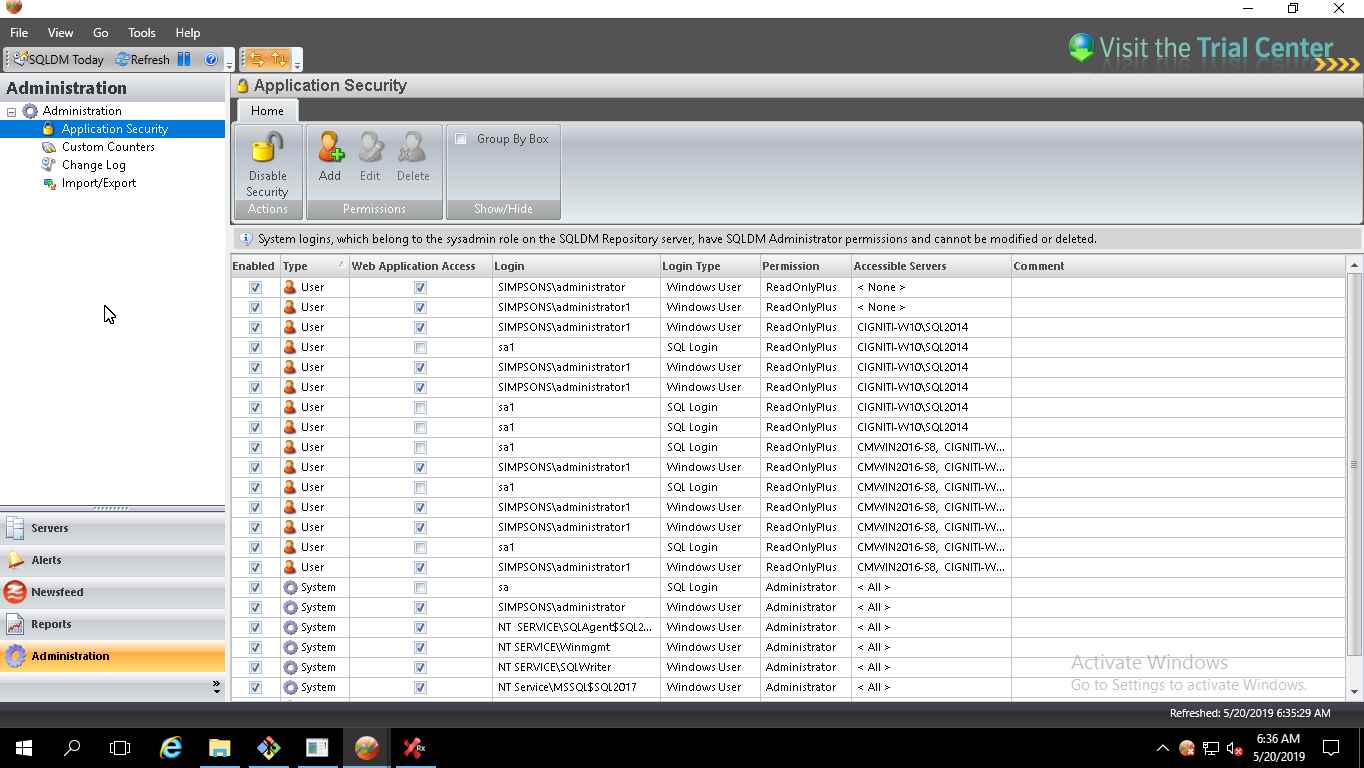 File View Go Tools Help
SQLDM Today Refresh
Visit the Trial Center
Administration
Application Security
Administration
Application Security
Custom Counters
Change Log
Import/Export
Home
Disable Security
Add
Edit
Delete
Group By Box
Actions
Permissions
Show/Hide
System logins, which belong to the sysadmin role on the SQLDM Repository server, have SQLDM Administrator permissions and cannot be modified or deleted.
Enabled Type Web Application Access Login Login Type Permission Accessible Servers Comment
User SIMPSONS\administrator Windows User ReadOnlyPlus < None >
User SIMPSONS\administrator1 Windows User ReadOnlyPlus < None >
User SIMPSONS\administrator1 Windows User ReadOnlyPlus CIGNITI-W10\SQL2014
User sa1 SQL Login ReadOnlyPlus CIGNITI-W10\SQL2014
User SIMPSONS\administrator1 Windows User ReadOnlyPlus CIGNITI-W10\SQL2014
User SIMPSONS\administrator1 Windows User ReadOnlyPlus CIGNITI-W10\SQL2014
User sa1 SQL Login ReadOnlyPlus CIGNITI-W10\SQL2014
User sa1 SQL Login ReadOnlyPlus CIGNITI-W10\SQL2014
User sa1 SQL Login ReadOnlyPlus CMWIN2016-S8, CIGNITI-W...
User SIMPSONS\administrator1 Windows User ReadOnlyPlus CMWIN2016-S8, CIGNITI-W...
User sa1 SQL Login ReadOnlyPlus CMWIN2016-S8, CIGNITI-W...
User SIMPSONS\administrator1 Windows User ReadOnlyPlus CMWIN2016-S8, CIGNITI-W...
User SIMPSONS\administrator1 Windows User ReadOnlyPlus CMWIN2016-S8, CIGNITI-W...
User sa1 SQL Login ReadOnlyPlus CMWIN2016-S8, CIGNITI-W...
User SIMPSONS\administrator1 Windows User ReadOnlyPlus CMWIN2016-S8, CIGNITI-W...
System sa SQL Login Administrator < All >
System SIMPSONS\administrator Windows User Administrator < All >
System NT SERVICE\SQLAgent$SQL2... Windows User Administrator < All >
System NT SERVICE\Winmgmt Windows User Administrator < All >
System NT SERVICE\SQLWriter Windows User Administrator < All >
System NT Service\MSSQL$SQL2017 Windows User Administrator < All >
Servers
Alerts
Newsfeed
Reports
Administration
Activate Windows
Go to Settings to activate Windows.
Refreshed: 5/20/2019 6:35:29 AM
Rx
6:36 AM
5/20/2019